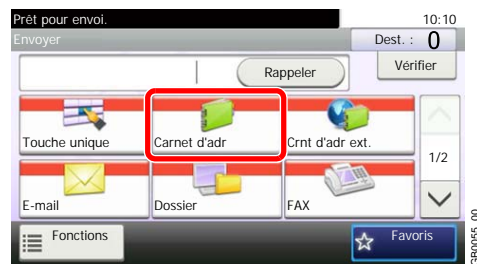 Prêt pour envoi. 10:10
Envoyer Dest. : 0
Rappeler Vérifier
Touche unique Carnet d'adr Crnt d'adr ext.
1/2
E-mail Dossier FAX
Fonctions Favoris
GB0055_00